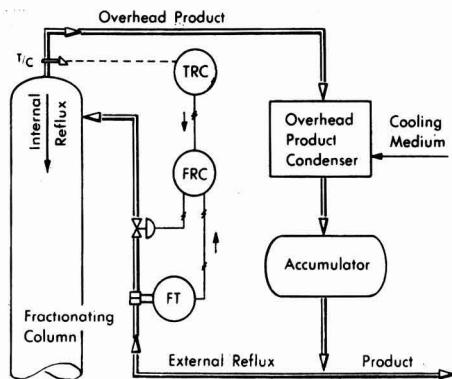 Overhead Product
T/C
TRC
Internal
Reflux
Overhead
Product
Condenser
Cooling
Medium
FRC
Accumulator
FT
Fractionating
Column
External Reflux
Product